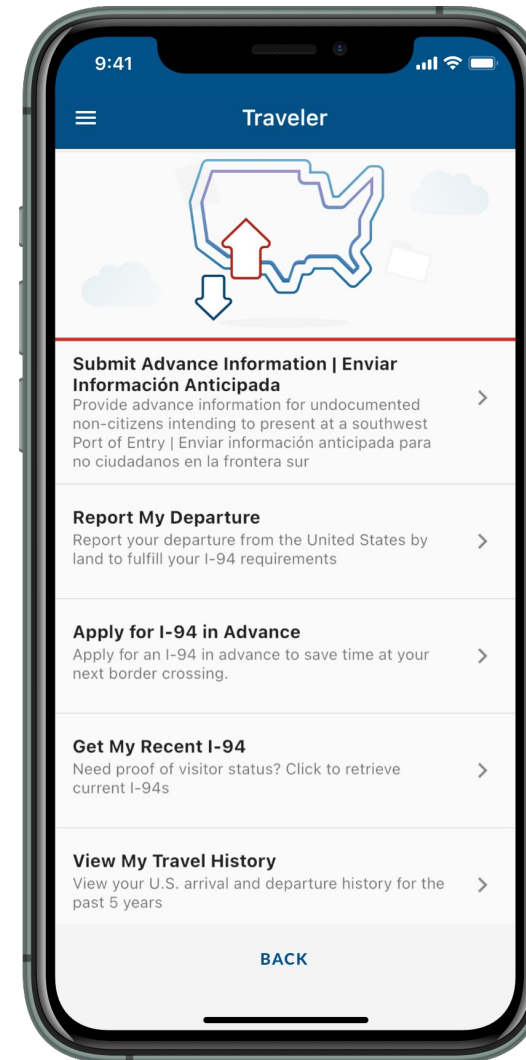 9:41
Traveler
Submit Advance Information | Enviar
Información Anticipada
Provide advance information for undocumented
non-citizens intending to present at a southwest
Port of Entry | Enviar información anticipada para
no ciudadanos en la frontera sur
Report My Departure
Report your departure from the United States by
land to fulfill your I-94 requirements
Apply for I-94 in Advance
Apply for an I-94 in advance to save time at your
next border crossing.
Get My Recent I-94
Need proof of visitor status? Click to retrieve
current I-94s
View My Travel History
View your U.S. arrival and departure history for the
past 5 years
BACK